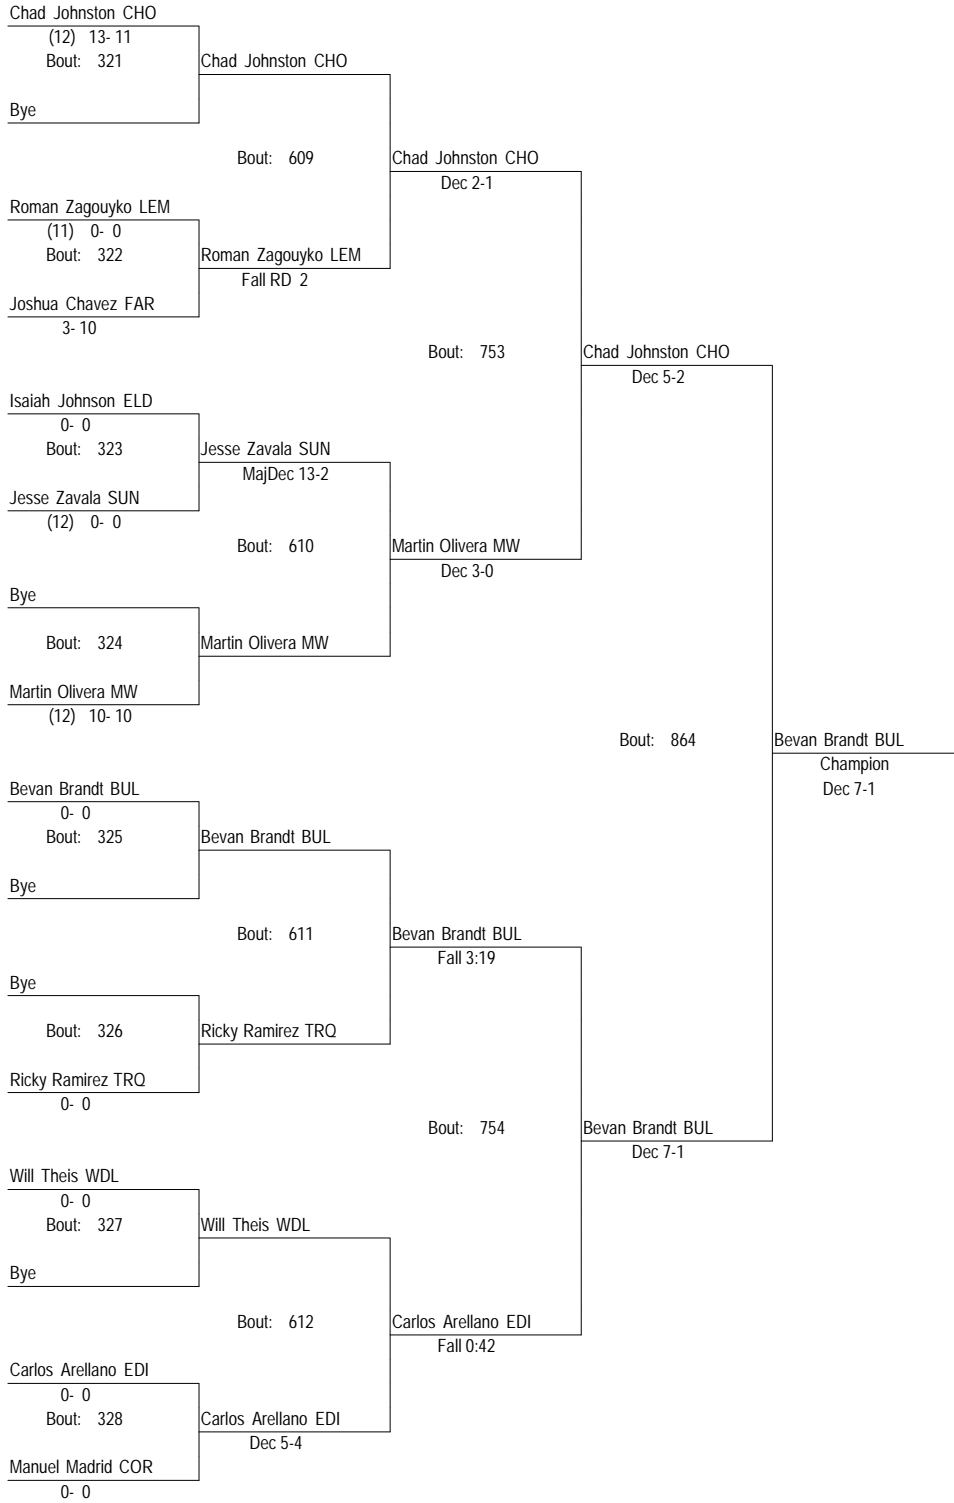 Chad Johnston CHO
(12) 13- 11
Bout: 321
Chad Johnston CHO
Bye
Bout: 609
Chad Johnston CHO
Dec 2-1
Roman Zagouyko LEM
(11) 0- 0
Bout: 322
Roman Zagouyko LEM
Fall RD 2
Joshua Chavez FAR
3- 10
Bout: 753
Chad Johnston CHO
Dec 5-2
Isaiah Johnson ELD
0- 0
Bout: 323
Jesse Zavala SUN
MajDec 13-2
Jesse Zavala SUN
(12) 0- 0
Bout: 610
Martin Olivera MW
Dec 3-0
Bye
Bout: 324
Martin Olivera MW
Martin Olivera MW
(12) 10- 10
Bout: 864
Bevan Brandt BUL
Champion
Dec 7-1
Bevan Brandt BUL
0- 0
Bout: 325
Bevan Brandt BUL
Bye
Bout: 611
Bevan Brandt BUL
Fall 3:19
Bye
Bout: 326
Ricky Ramirez TRQ
Ricky Ramirez TRQ
0- 0
Bout: 754
Bevan Brandt BUL
Dec 7-1
Will Theis WDL
0- 0
Bout: 327
Will Theis WDL
Bye
Bout: 612
Carlos Arellano EDI
Fall 0:42
Carlos Arellano EDI
0- 0
Bout: 328
Carlos Arellano EDI
Dec 5-4
Manuel Madrid COR
0- 0